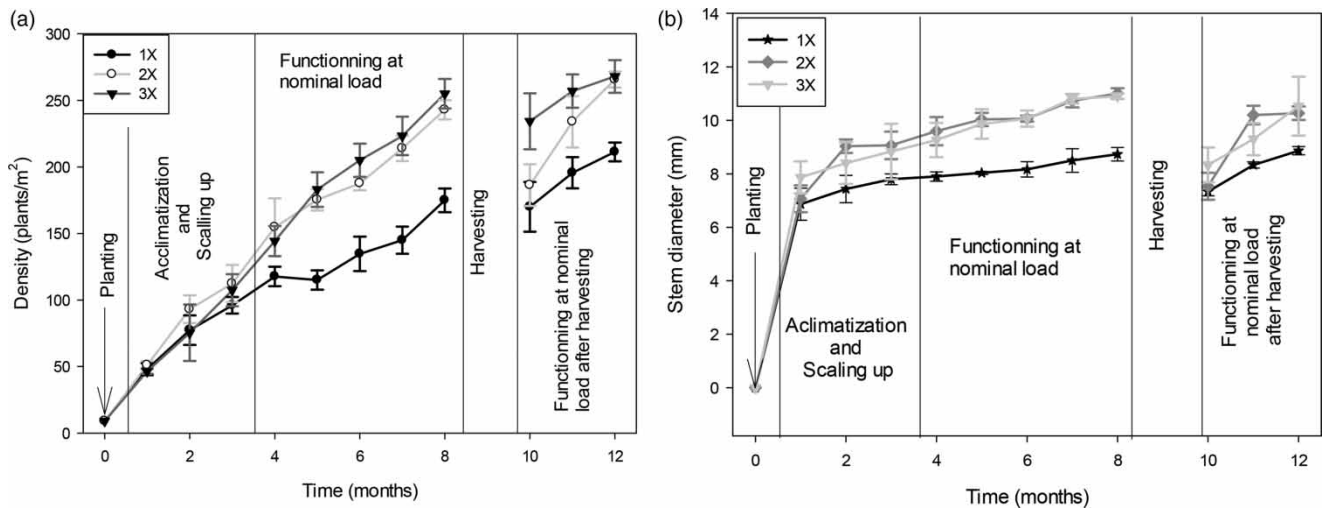 (a)
300
250
200
150
100
50
0
Density (plants/m²)
1X
2X
3X
Planting
Acclimatization
and
Scalling up
Functionning at
nominal load
Harvesting
Functionning at nominal
load after harvesting
0
2
4
6
8
10
12
Time (months)
(b)
14
12
10
8
6
4
2
0
Stem diameter (mm)
1X
2X
3X
Planting
Aclimatization
and
Scaling up
Functionning at
nominal load
Harvesting
Functionning at
nominal load
after harvesting
0
2
4
6
8
10
12
Time (months)